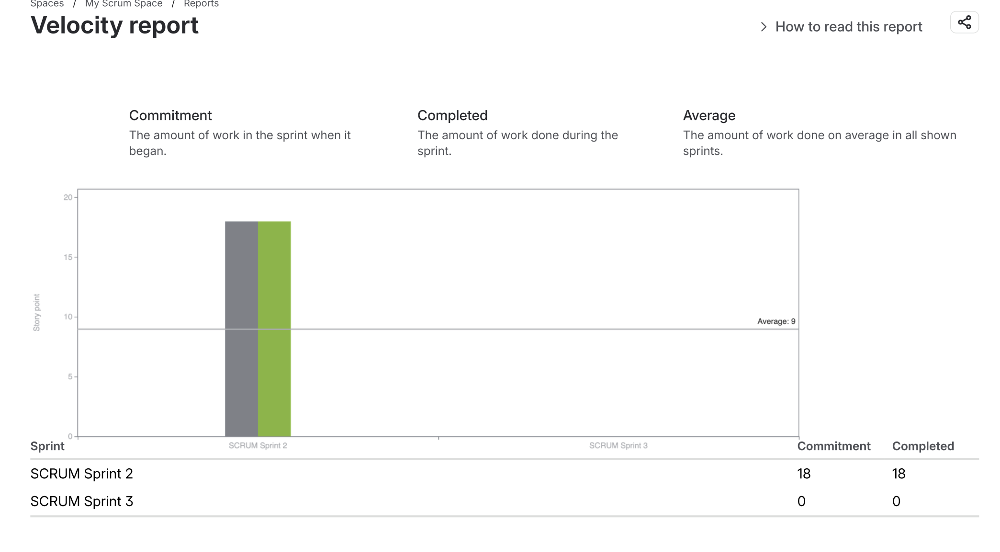 Spaces / My Scrum Space / Reports
Velocity report
How to read this report
Commitment
The amount of work in the sprint when it
began.
Completed
The amount of work done during the
sprint.
Average
The amount of work done on average in all shown
sprints.
Story point
20
15
10
5
0
Average: 9
SCRUM Sprint 2
SCRUM Sprint 3
Sprint Commitment Completed
SCRUM Sprint 2 18 18
SCRUM Sprint 3 0 0